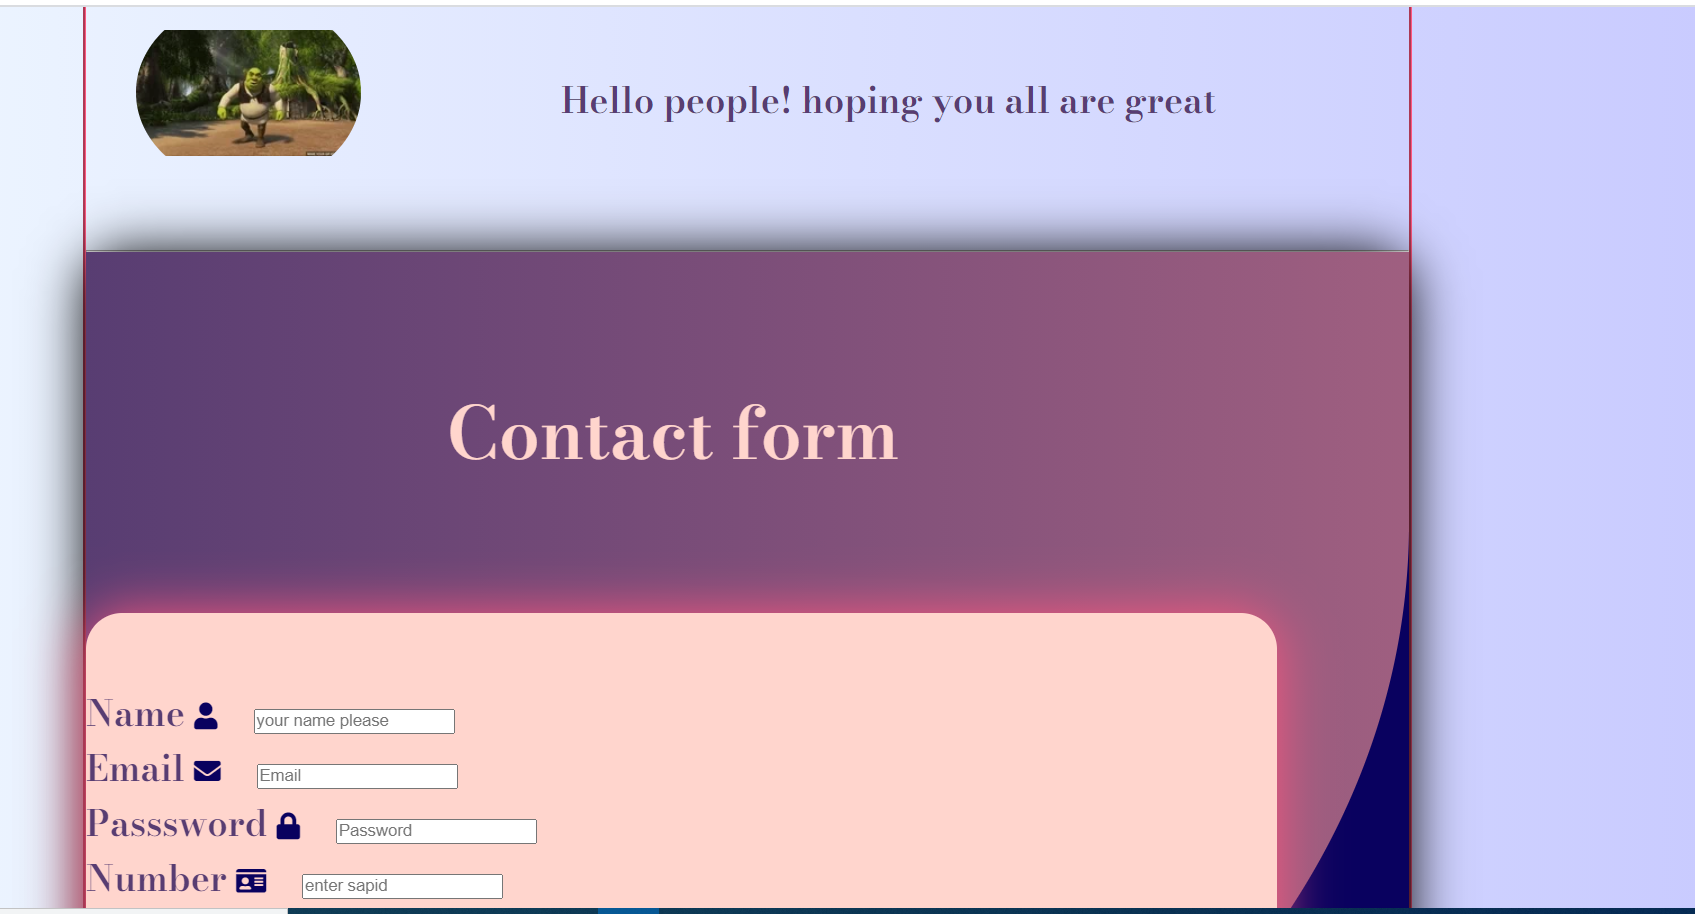 Hello people! hoping you all are great
Contact form
Name your name please
Email Email
Passsword Password
Number enter sapid